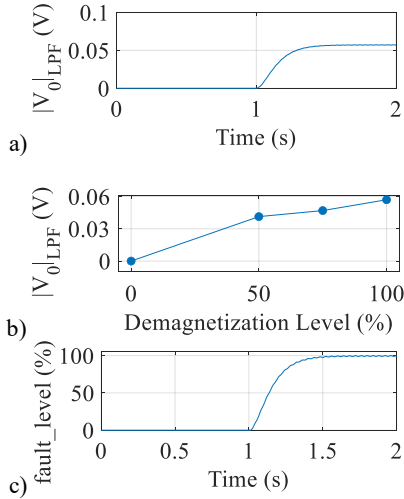 0.1
0.05
0
|V0|LPF (V)
0 1 2
Time (s)
a)
0.06
0.03
0
|V0|LPF (V)
0 50 100
Demagnetization Level (%)
b)
100
50
0
fault_level (%)
0 0.5 1 1.5 2
Time (s)
c)